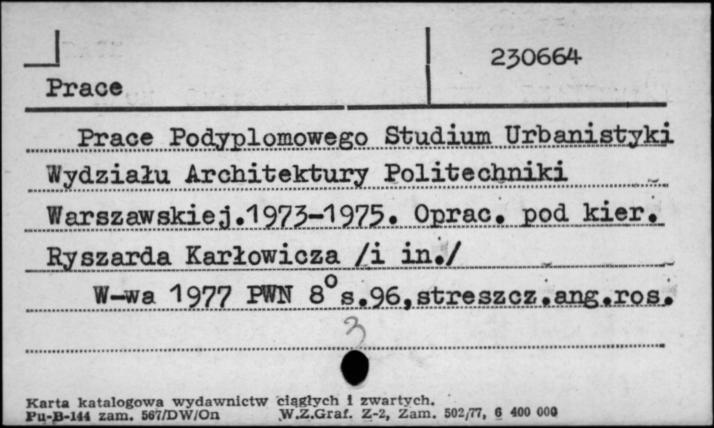 230664
Prace
Prace Podyplomowego Studium Urbanistyki
Wydziału Architektury Politechniki
Warszawskiej.1973-1975. Oprac. pod kier.
Ryszarda Karłowicza /i in./
W-wa 1977 PWN 8° s.96,streszcz.ang.ros.
3
Karta katalogowa wydawnictw ciągłych i zwartych.
Pu-B-144 zam. 567/DW/On W.Z.Graf. Z-2, Zam. 502/77, 6 400 000